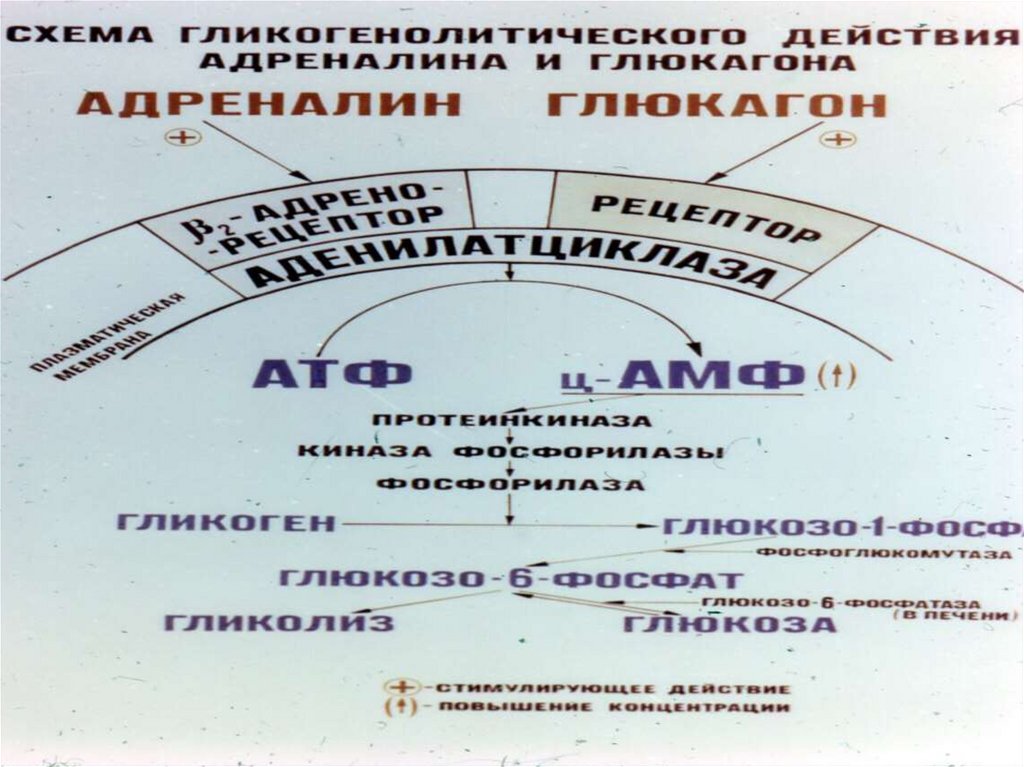 СХЕМА ГЛИКОГЕНОЛИТИЧЕСКОГО ДЕЙСТВИЯ
АДРЕНАЛИНА И ГЛЮКАГОНА
АДРЕНАЛИН ГЛЮКАГОН
β₂-АДРЕНО-
-РЕЦЕПТОР
РЕЦЕПТОР
АДЕНИЛАТЦИКЛАЗА
ПЛАЗМАТИЧЕСКАЯ
МЕМБРАНА
АТФ ц-АМФ (↑)
ПРОТЕИНКИНАЗА
КИНАЗА ФОСФОРИЛАЗЫ
ФОСФОРИЛАЗА
ГЛИКОГЕН ГЛЮКОЗО-1-ФОСФА
ФОСФОГЛЮКОМУТАЗА
ГЛЮКОЗО-6-ФОСФАТ
ГЛЮКОЗО-6-ФОСФАТАЗА
(В ПЕЧЕНИ)
ГЛИКОЛИЗ ГЛЮКОЗА
(+)-СТИМУЛИРУЮЩЕЕ ДЕЙСТВИЕ
(↑)-ПОВЫШЕНИЕ КОНЦЕНТРАЦИИ